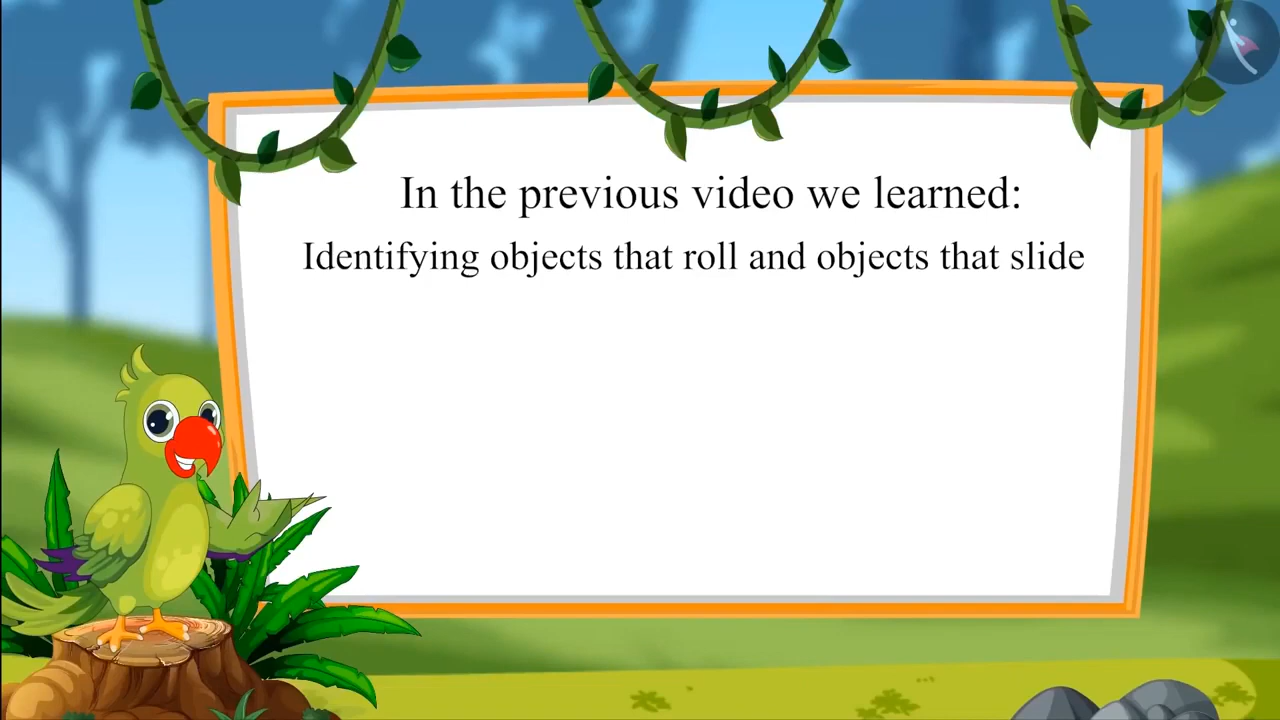 In the previous video we learned:
Identifying objects that roll and objects that slide